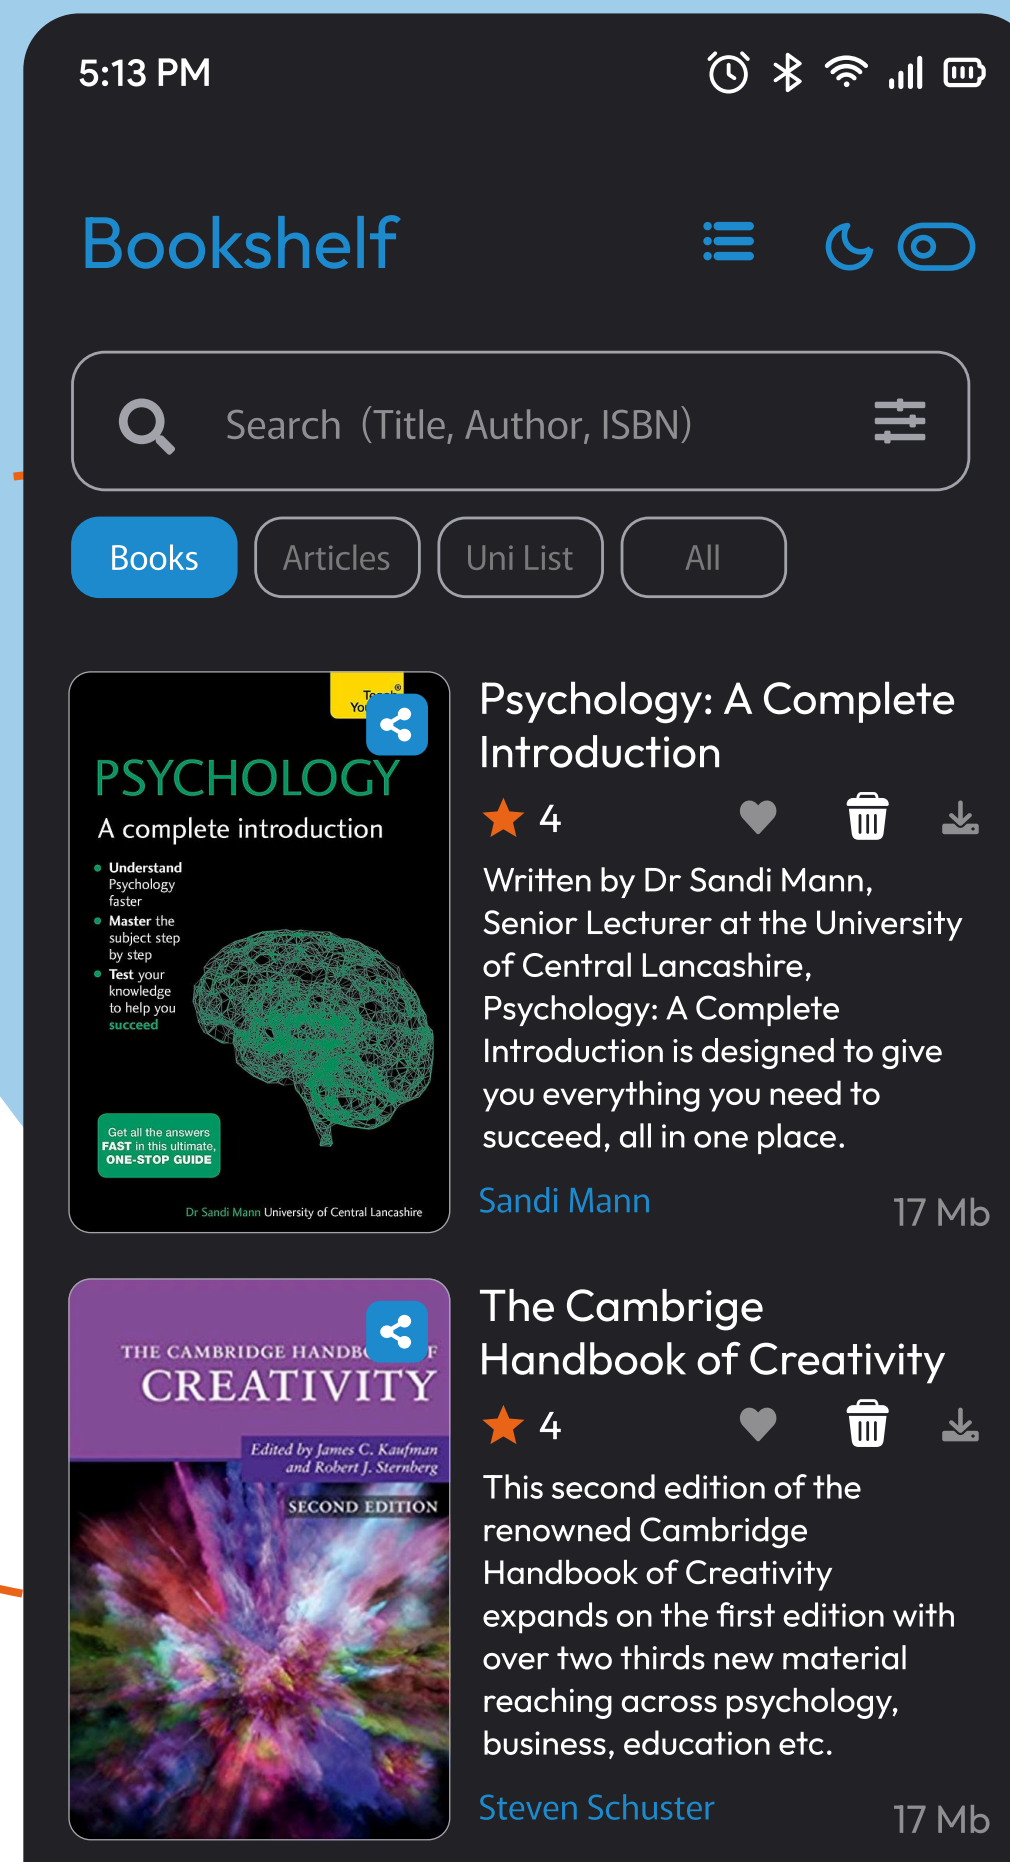 5:13 PM
Bookshelf
Search (Title, Author, ISBN)
Books
Articles
Uni List
All
PSYCHOLOGY
A complete introduction
Understand
Psychology
faster
Master the
subject step
by step
Test your
knowledge
to help you
succeed
Get all the answers
FAST in this ultimate,
ONE-STOP GUIDE
Dr Sandi Mann University of Central Lancashire
Psychology: A Complete
Introduction
4
Written by Dr Sandi Mann,
Senior Lecturer at the University
of Central Lancashire,
Psychology: A Complete
Introduction is designed to give
you everything you need to
succeed, all in one place.
Sandi Mann
17 Mb
THE CAMBRIDGE
CREATIVITY
Edited by James C. Kaufman
and Robert J. Sternberg
SECOND EDITION
The Cambrige
Handbook of Creativity
4
This second edition of the
renowned Cambridge
Handbook of Creativity
expands on the first edition with
over two thirds new material
reaching across psychology,
business, education etc.
Steven Schuster
17 Mb